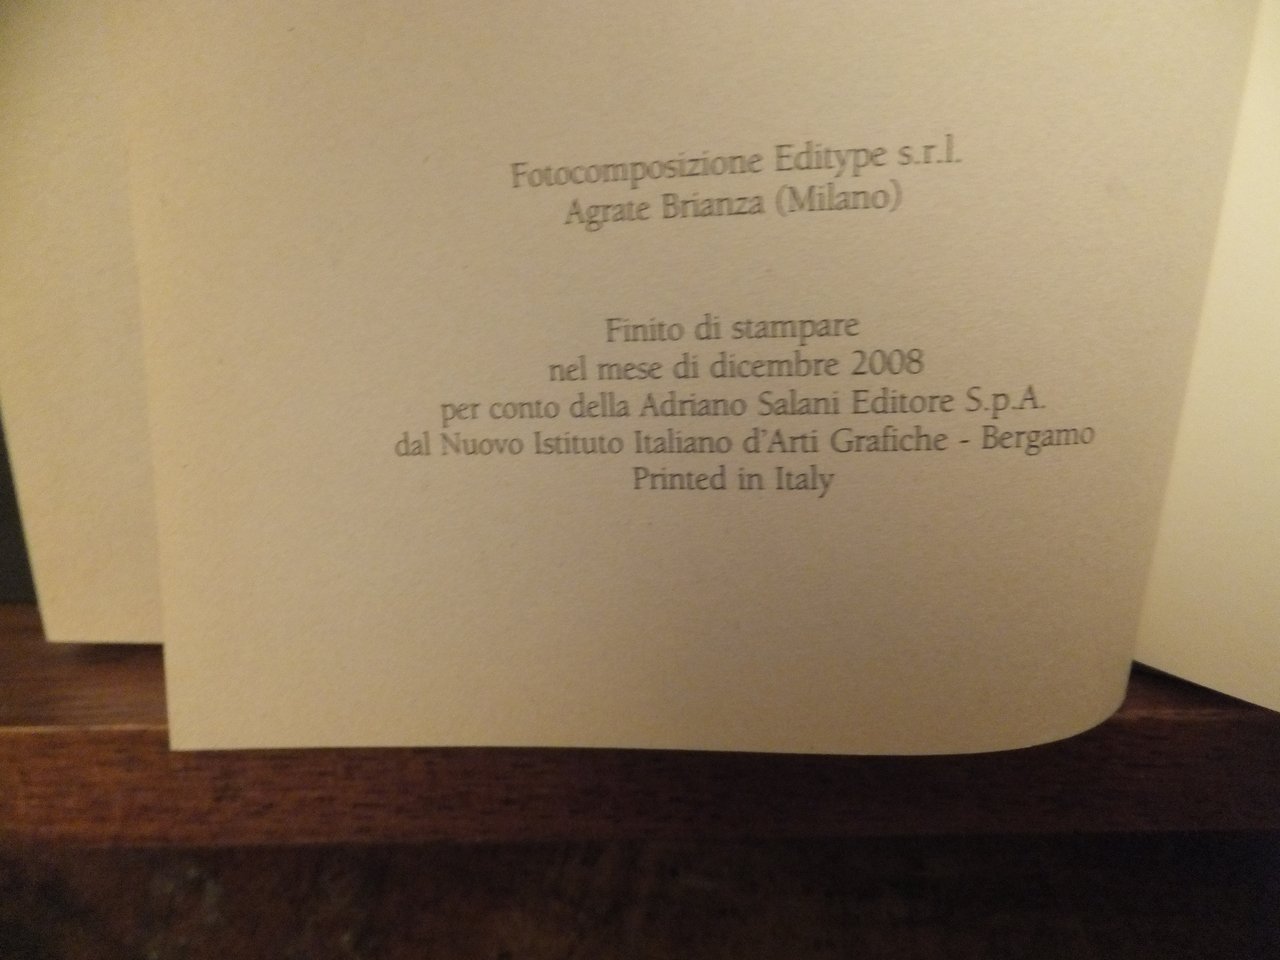 Fotocomposizione Editype s.r.l.
Agrate Brianza (Milano)
Finito di stampare
nel mese di dicembre 2008
per conto della Adriano Salani Editore S.p.A.
dal Nuovo Istituto Italiano d'Arti Grafiche - Bergamo
Printed in Italy